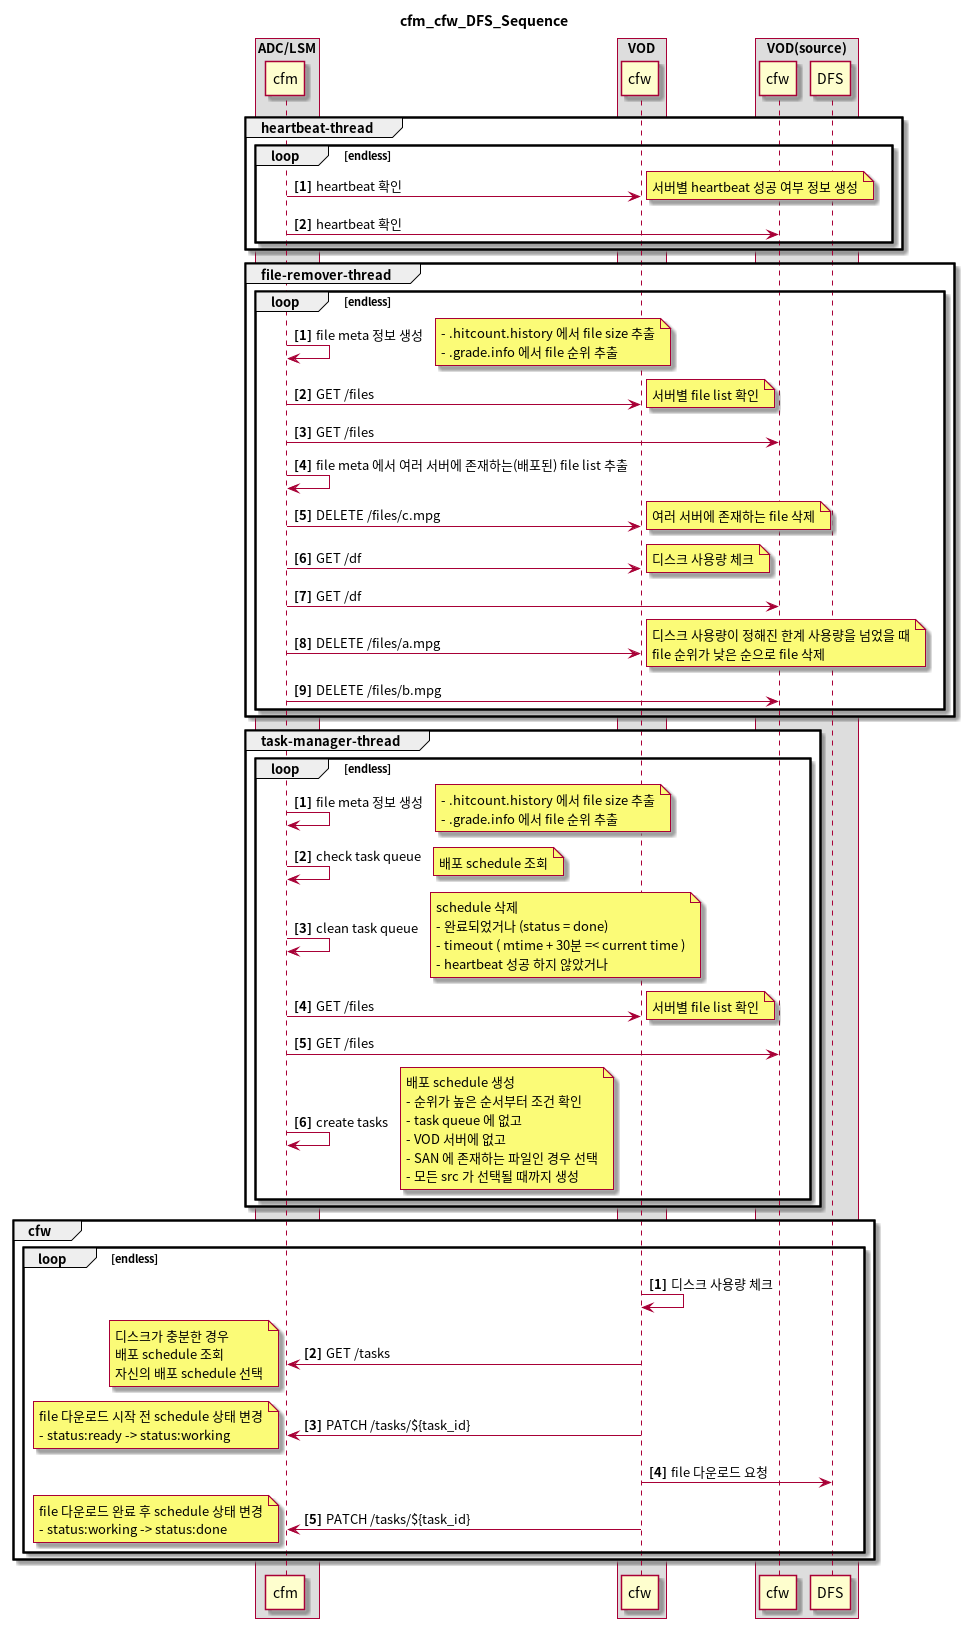 cfm_cfw_DFS_Sequence
ADC/LSM
VOD
VOD(source)
cfm
cfw
cfw
DFS
heartbeat-thread
loop
[endless]
[1] heartbeat 확인
서버별 heartbeat 성공 여부 정보 생성
[2] heartbeat 확인
file-remover-thread
loop
[endless]
[1] file meta 정보 생성
- .hitcount.history 에서 file size 추출
- .grade.info 에서 file 순위 추출
[2] GET /files
서버별 file list 확인
[3] GET /files
[4] file meta 에서 여러 서버에 존재하는(배포된) file list 추출
[5] DELETE /files/c.mpg
여러 서버에 존재하는 file 삭제
[6] GET /df
디스크 사용량 체크
[7] GET /df
[8] DELETE /files/a.mpg
디스크 사용량이 정해진 한계 사용량을 넘었을 때
file 순위가 낮은 순으로 file 삭제
[9] DELETE /files/b.mpg
task-manager-thread
loop
[endless]
[1] file meta 정보 생성
- .hitcount.history 에서 file size 추출
- .grade.info 에서 file 순위 추출
[2] check task queue
배포 schedule 조회
[3] clean task queue
schedule 삭제
- 완료되었거나 (status = done)
- timeout ( mtime + 30분 =< current time )
- heartbeat 성공 하지 않았거나
[4] GET /files
서버별 file list 확인
[5] GET /files
[6] create tasks
배포 schedule 생성
- 순위가 높은 순서부터 조건 확인
- task queue 에 없고
- VOD 서버에 없고
- SAN 에 존재하는 파일인 경우 선택
- 모든 src 가 선택될 때까지 생성
cfw
loop
[endless]
[1] 디스크 사용량 체크
디스크가 충분한 경우
배포 schedule 조회
자신의 배포 schedule 선택
[2] GET /tasks
file 다운로드 시작 전 schedule 상태 변경
- status:ready -> status:working
[3] PATCH /tasks/${task_id}
[4] file 다운로드 요청
file 다운로드 완료 후 schedule 상태 변경
- status:working -> status:done
[5] PATCH /tasks/${task_id}
cfm
cfw
cfw
DFS